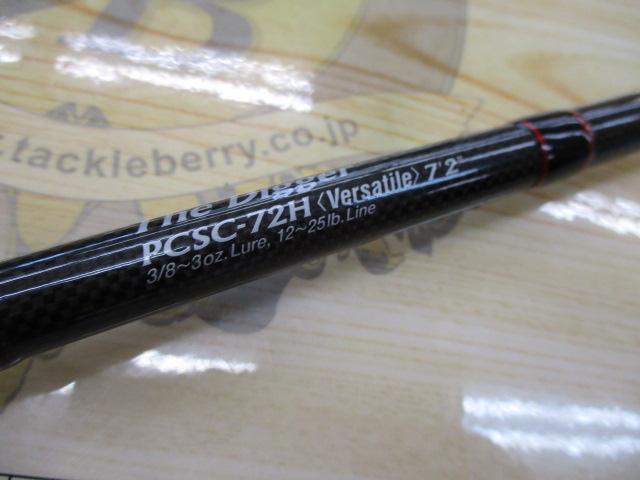 .tackleberry.co.jp
The Digger
PCSC-72H〈Versatile〉7'2"
3/8~3oz. Lure, 12~25lb. Line